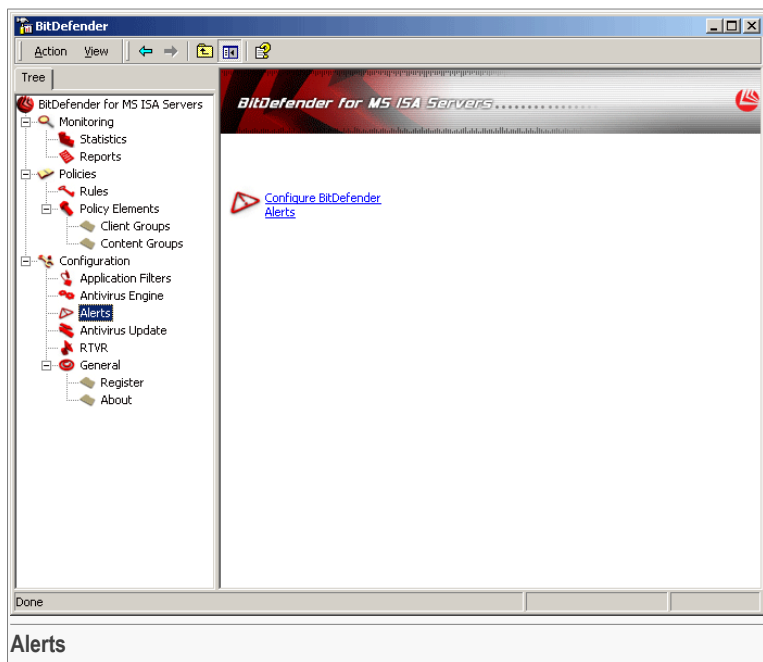 BitDefender
Action View
Tree
BitDefender for MS ISA Servers
Monitoring
Statistics
Reports
Policies
Rules
Policy Elements
Client Groups
Content Groups
Configuration
Application Filters
Antivirus Engine
Alerts
Antivirus Update
RTVR
General
Register
About
BitDefender for MS ISA Servers...............
Configure BitDefender
Alerts
Done
Alerts